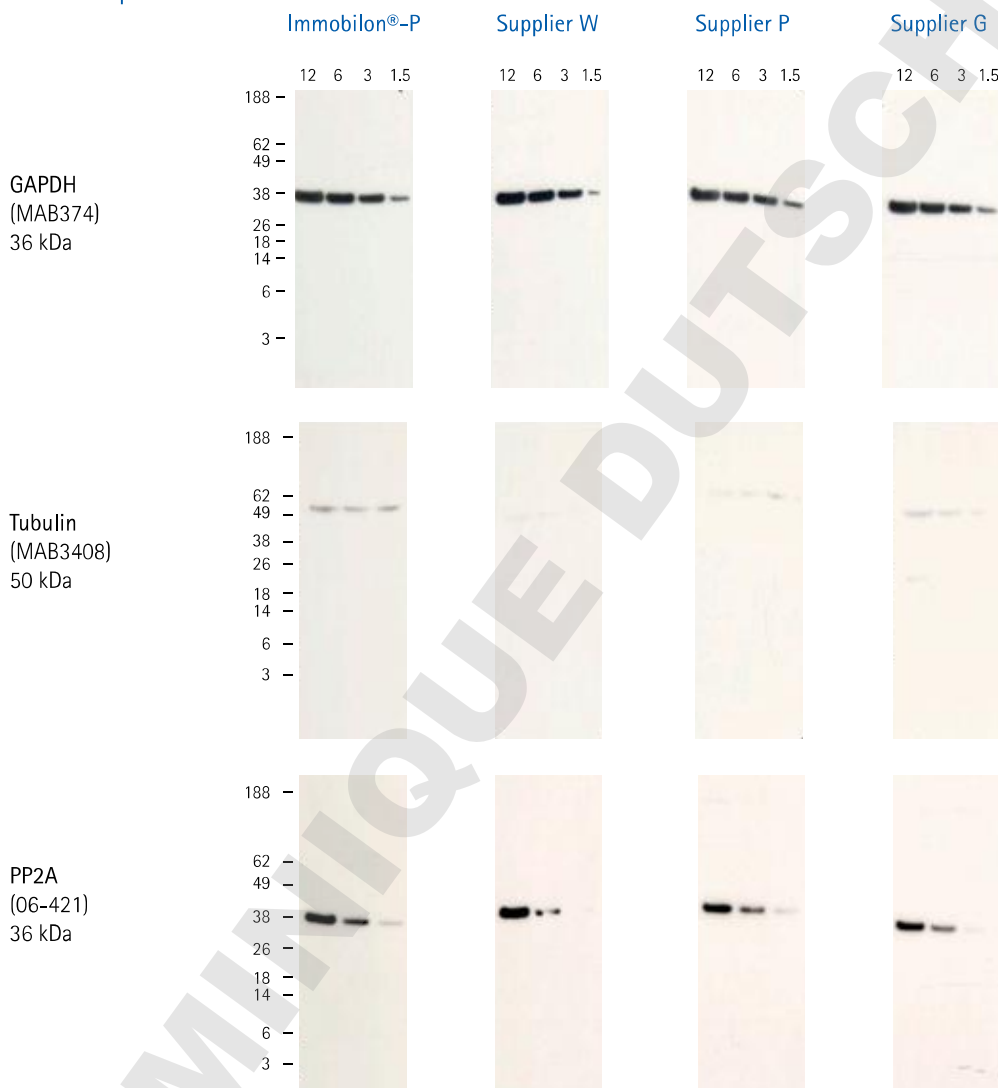 Immobilon®-P Supplier W Supplier P Supplier G
12 6 3 1.5 12 6 3 1.5 12 6 3 1.5 12 6 3 1.5
GAPDH
(MAB374)
36 kDa
188 –
62 –
49 –
38 –
26 –
18 –
14 –
6 –
3 –
Tubulin
(MAB3408)
50 kDa
188 –
62 –
49 –
38 –
26 –
18 –
14 –
6 –
3 –
PP2A
(06-421)
36 kDa
188 –
62 –
49 –
38 –
26 –
18 –
14 –
6 –
3 –
MINIQUE DUTSCH